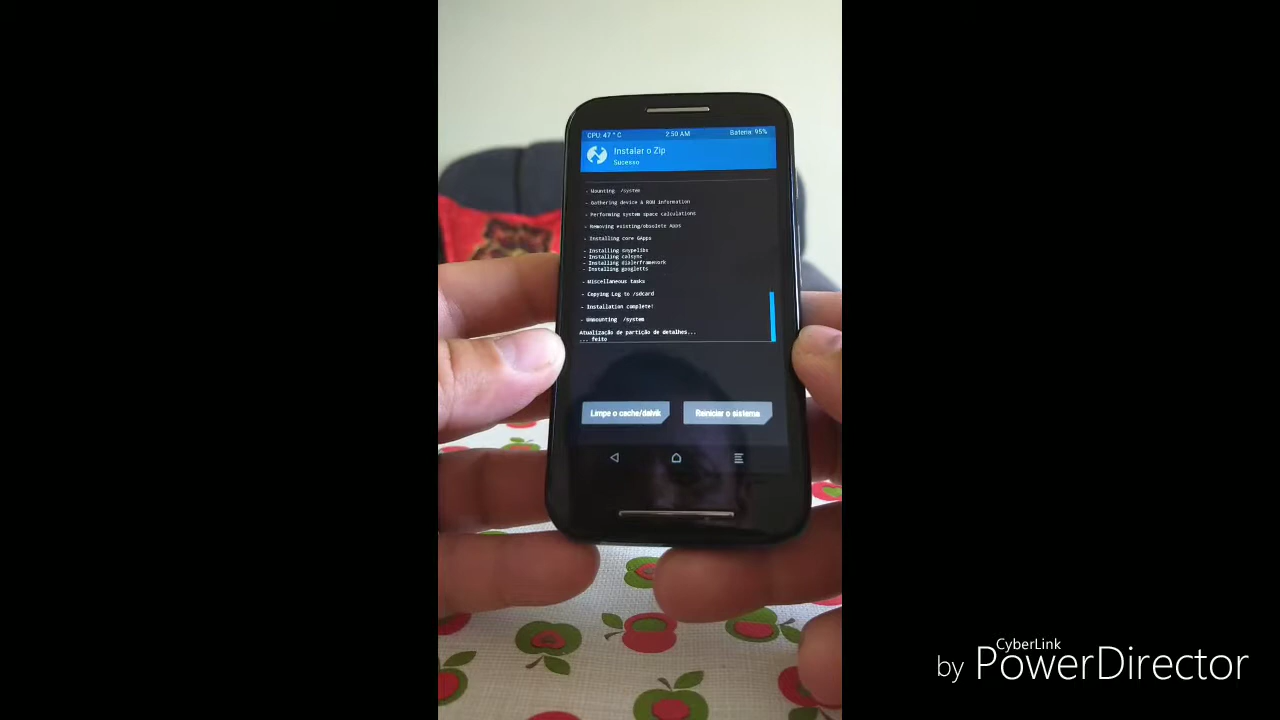 CPU: 47 ° C 2:50 AM Bateria: 95%
Instalar o Zip
Sucesso
- Mounting /system
- Gathering device & ROM information
- Performing system space calculations
- Removing existing/obsolete Apps
- Installing core GApps
- Installing swypelibs
- Installing calsync
- Installing dialerframework
- Installing googletts
- Miscellaneous tasks
- Copying Log to /sdcard
- Installation complete!
- Unmounting /system
Atualização de partição de detalhes...
... feito
Limpe o cache/dalvik Reiniciar o sistema
CyberLink
by PowerDirector